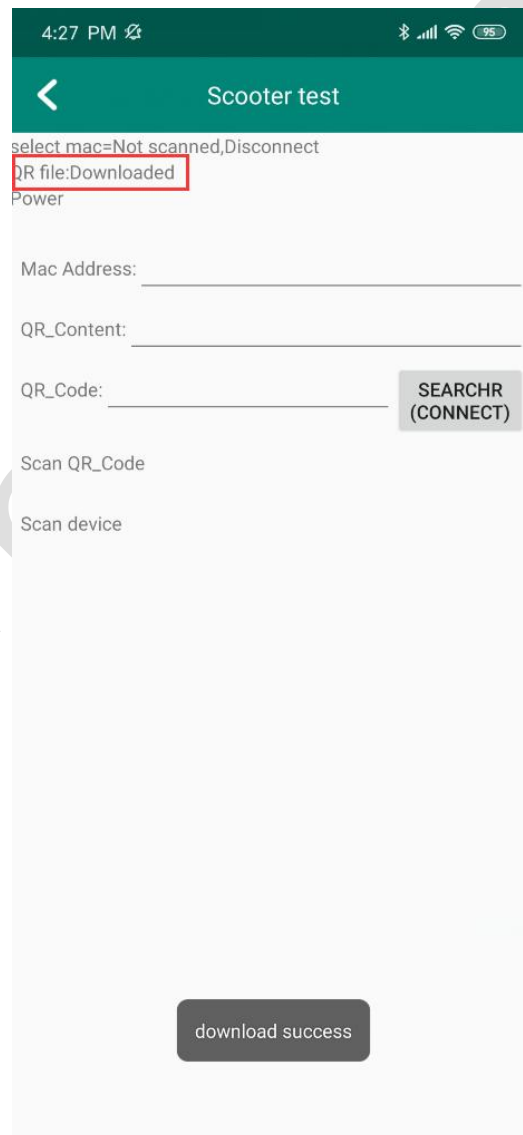 4:27 PM 95
Scooter test
select mac=Not scanned,Disconnect
QR file:Downloaded
Power
Mac Address:
QR_Content:
QR_Code:
SEARCHR
(CONNECT)
Scan QR_Code
Scan device
download success